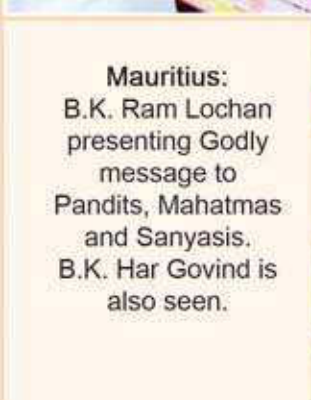 Mauritius:
B.K. Ram Lochan
presenting Godly
message to
Pandits, Mahatmas
and Sanyasis.
B.K. Har Govind is
also seen.